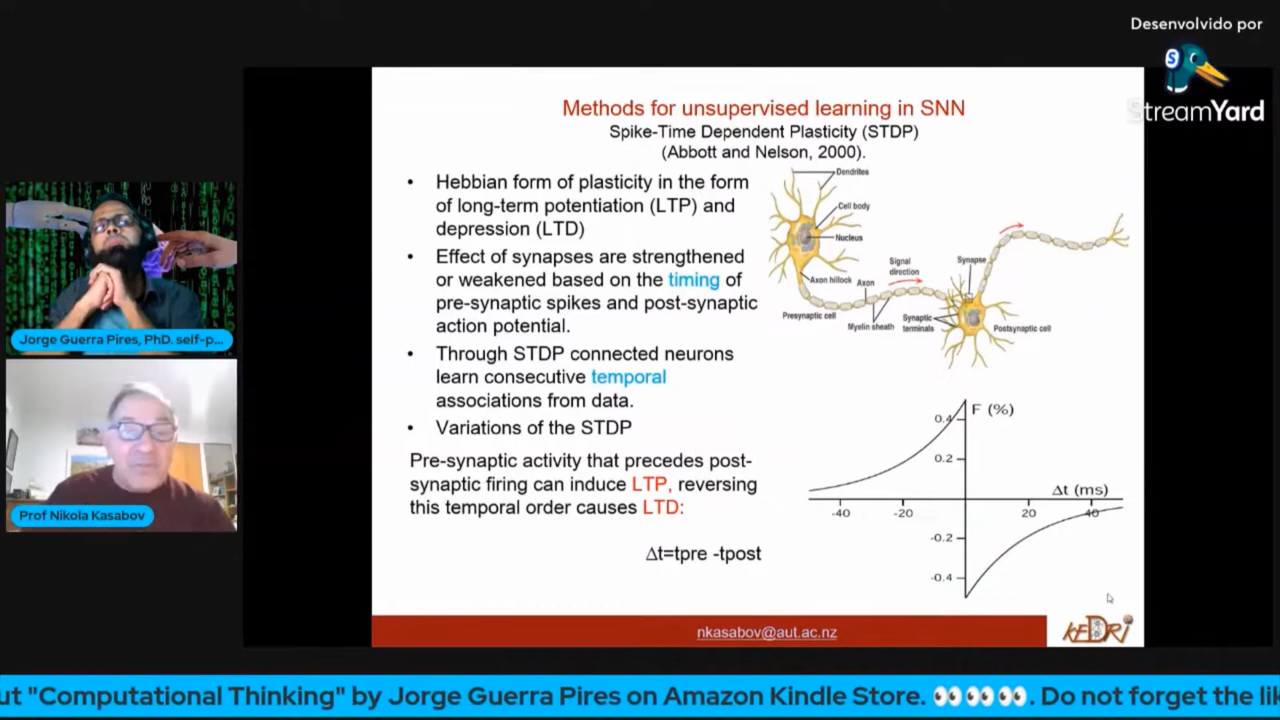 Desenvolvido por
S
StreamYard
Methods for unsupervised learning in SNN
Spike-Time Dependent Plasticity (STDP)
(Abbott and Nelson, 2000).
• Hebbian form of plasticity in the form
of long-term potentiation (LTP) and
depression (LTD)
• Effect of synapses are strengthened
or weakened based on the timing of
pre-synaptic spikes and post-synaptic
action potential.
• Through STDP connected neurons
learn consecutive temporal
associations from data.
• Variations of the STDP
Pre-synaptic activity that precedes post-
synaptic firing can induce LTP, reversing
this temporal order causes LTD:
Δt=tpre -tpost
Dendrites
Cell body
Nucleus
Axon hillock
Axon
Signal
direction
Synapse
Presynaptic cell
Myelin sheath
Synaptic
terminals
Postsynaptic cell
F (%)
0.4
0.2
Δt (ms)
-40
-20
20
40
-0.2
-0.4
nkasabov@aut.ac.nz
KEDRI
Jorge Guerra Pires, PhD. self-p...
Prof Nikola Kasabov
ut "Computational Thinking" by Jorge Guerra Pires on Amazon Kindle Store. 👀👀👀👀👀. Do not forget the lik